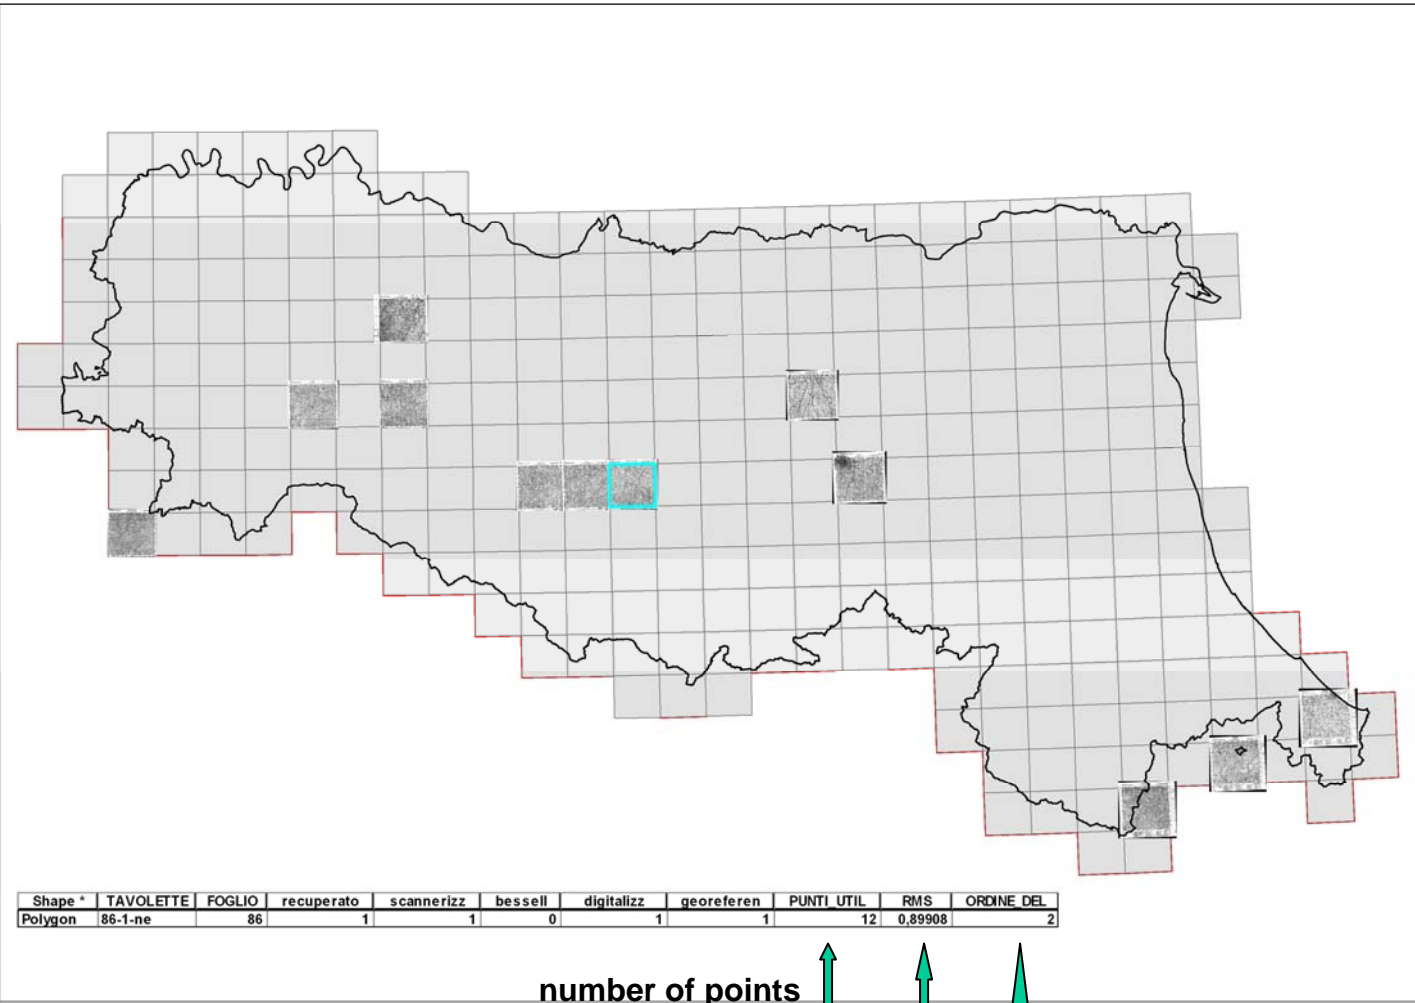 Shape * TAVOLETTE FOGLIO recuperato scannerizz bessell digitalizz georeferen PUNTI_UTIL RMS ORDINE_DEL
Polygon 86-1-ne 86 1 1 0 1 1 12 0,89908 2
number of points